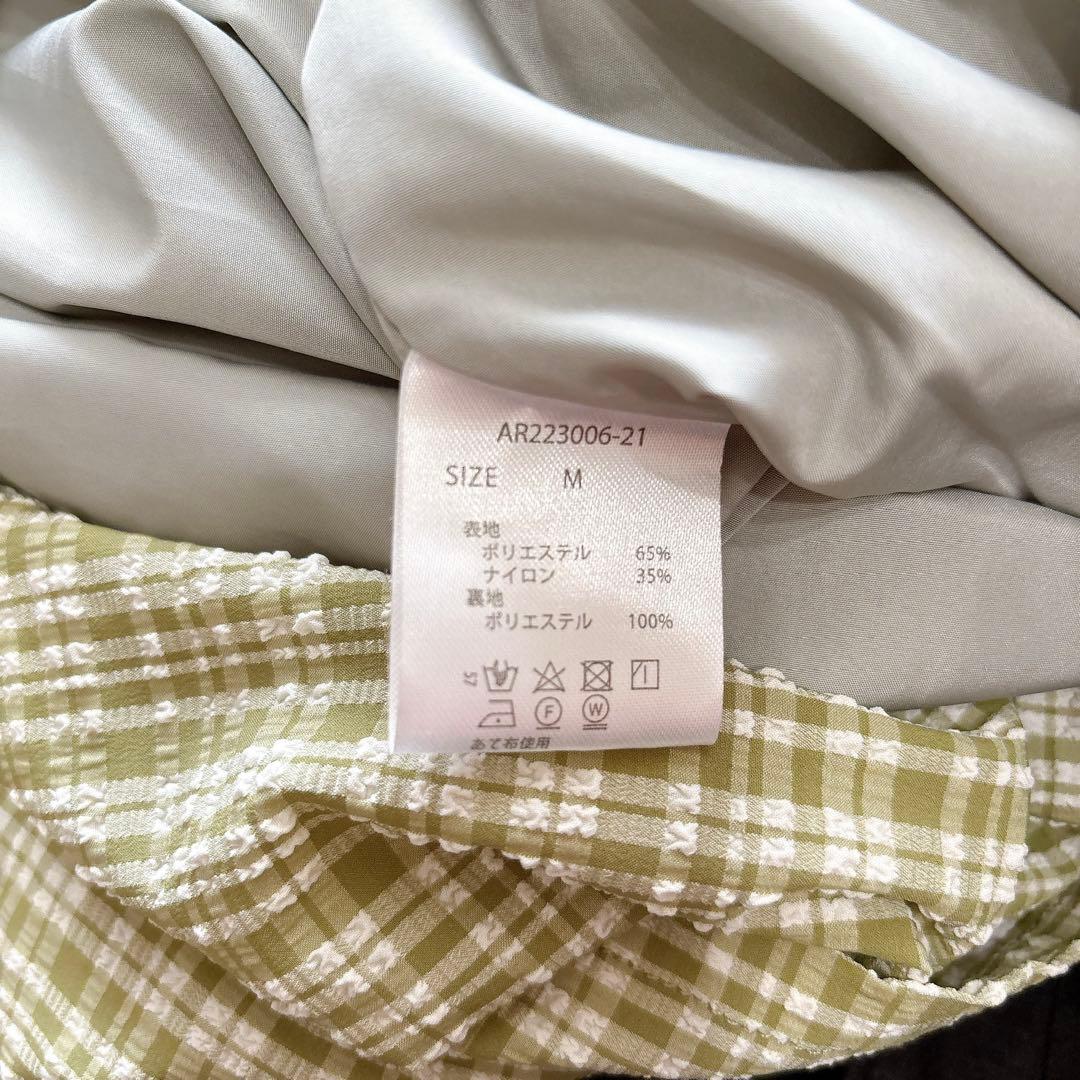 AR223006-21
SIZE M
表地
ポリエステル 65%
ナイロン 35%
裏地
ポリエステル 100%
57
F W
あて布使用